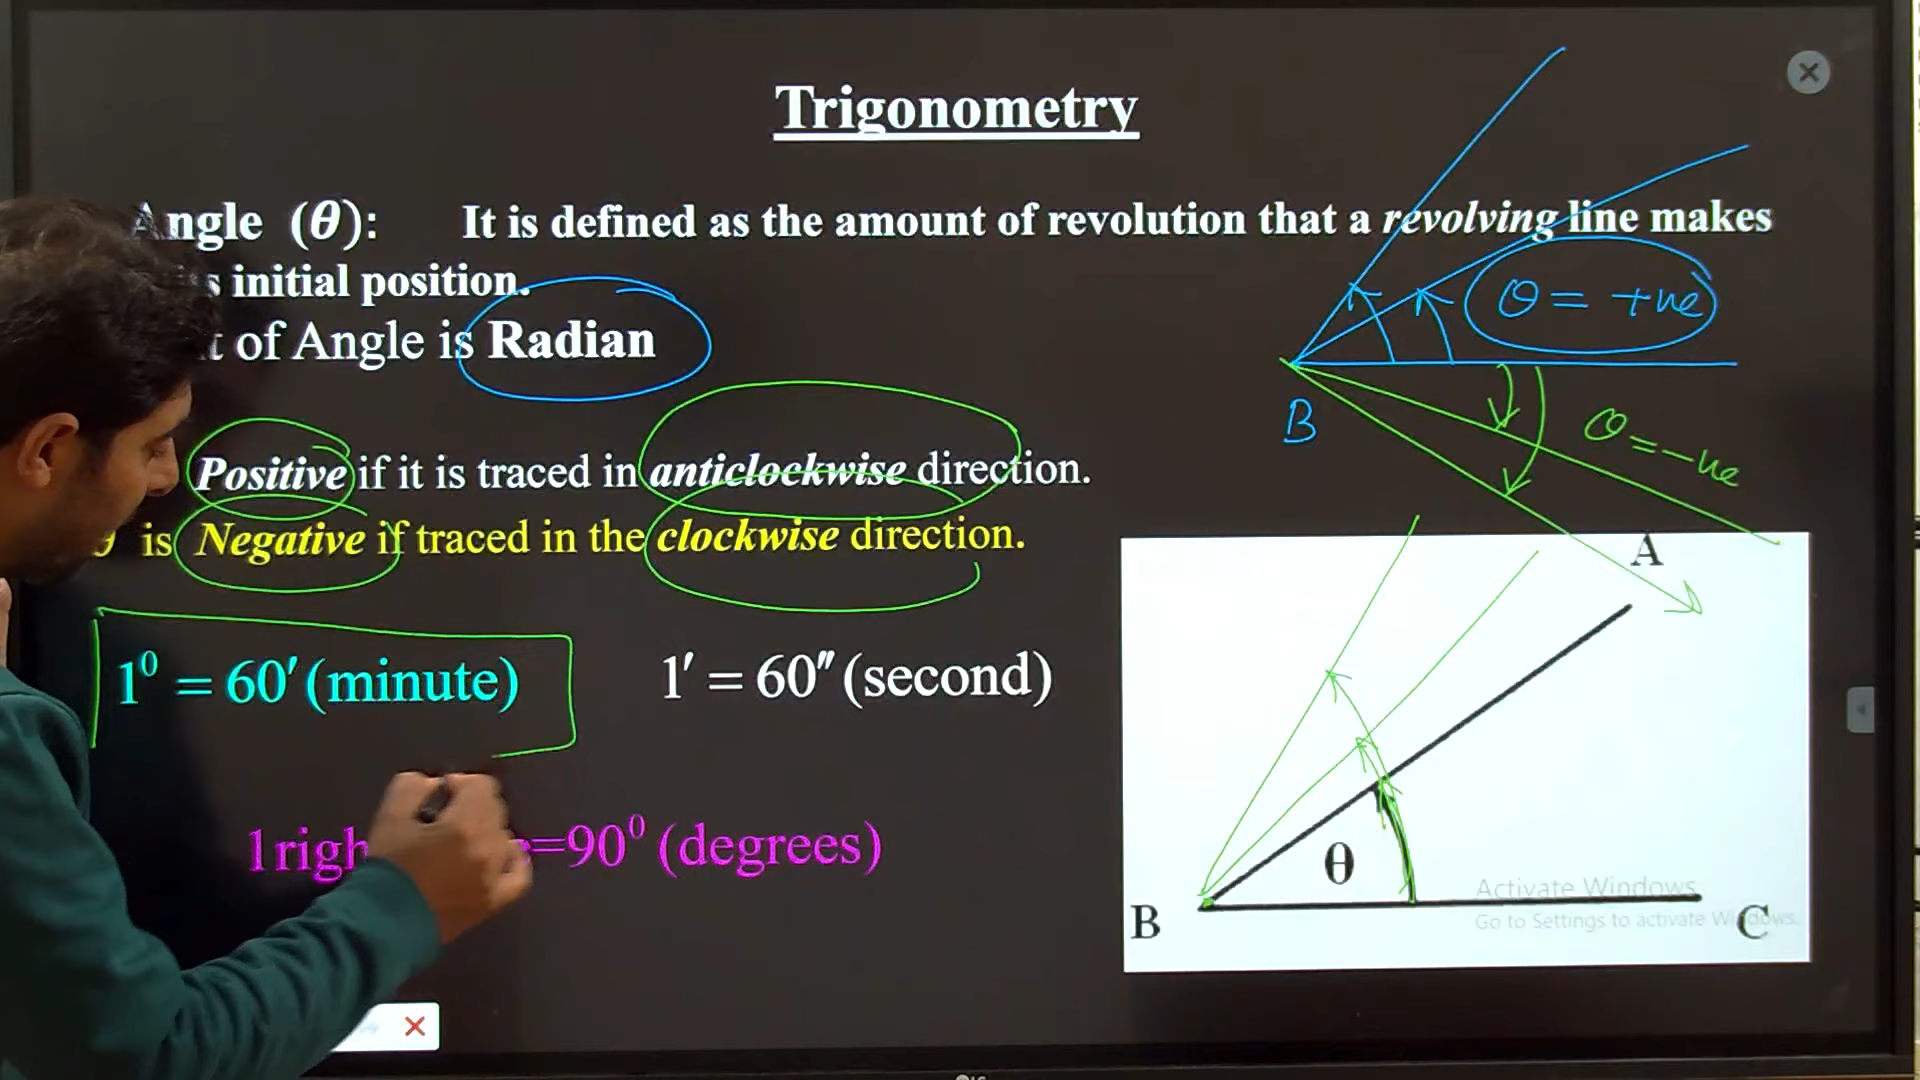 Trigonometry
Angle (θ): It is defined as the amount of revolution that a revolving line makes
initial position.
of Angle is Radian
Positive if it is traced in anticlockwise direction.
θ is Negative if traced in the clockwise direction.
1⁰ = 60′ (minute) 1′ = 60″ (second)
=90⁰ (degrees)
θ = +ve
B
θ = -ve
A
θ
B
C
Activate Windows
Go to Settings to activate Windows.